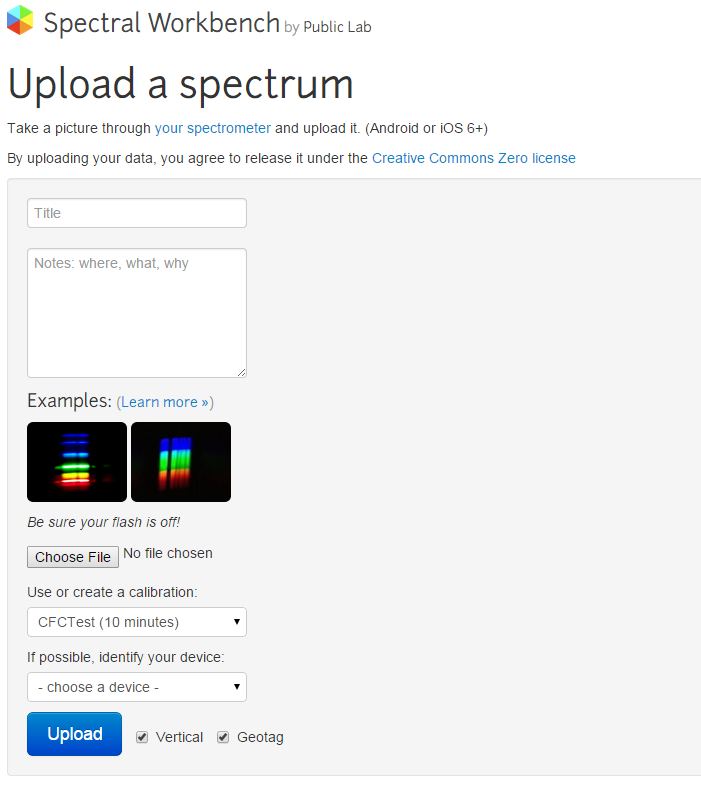 Spectral Workbench by Public Lab
Upload a spectrum
Take a picture through your spectrometer and upload it. (Android or iOS 6+)
By uploading your data, you agree to release it under the Creative Commons Zero license
Title
Notes: where, what, why
Examples: (Learn more »)
Be sure your flash is off!
Choose File No file chosen
Use or create a calibration:
CFCTest (10 minutes)
If possible, identify your device:
- choose a device -
Upload Vertical Geotag